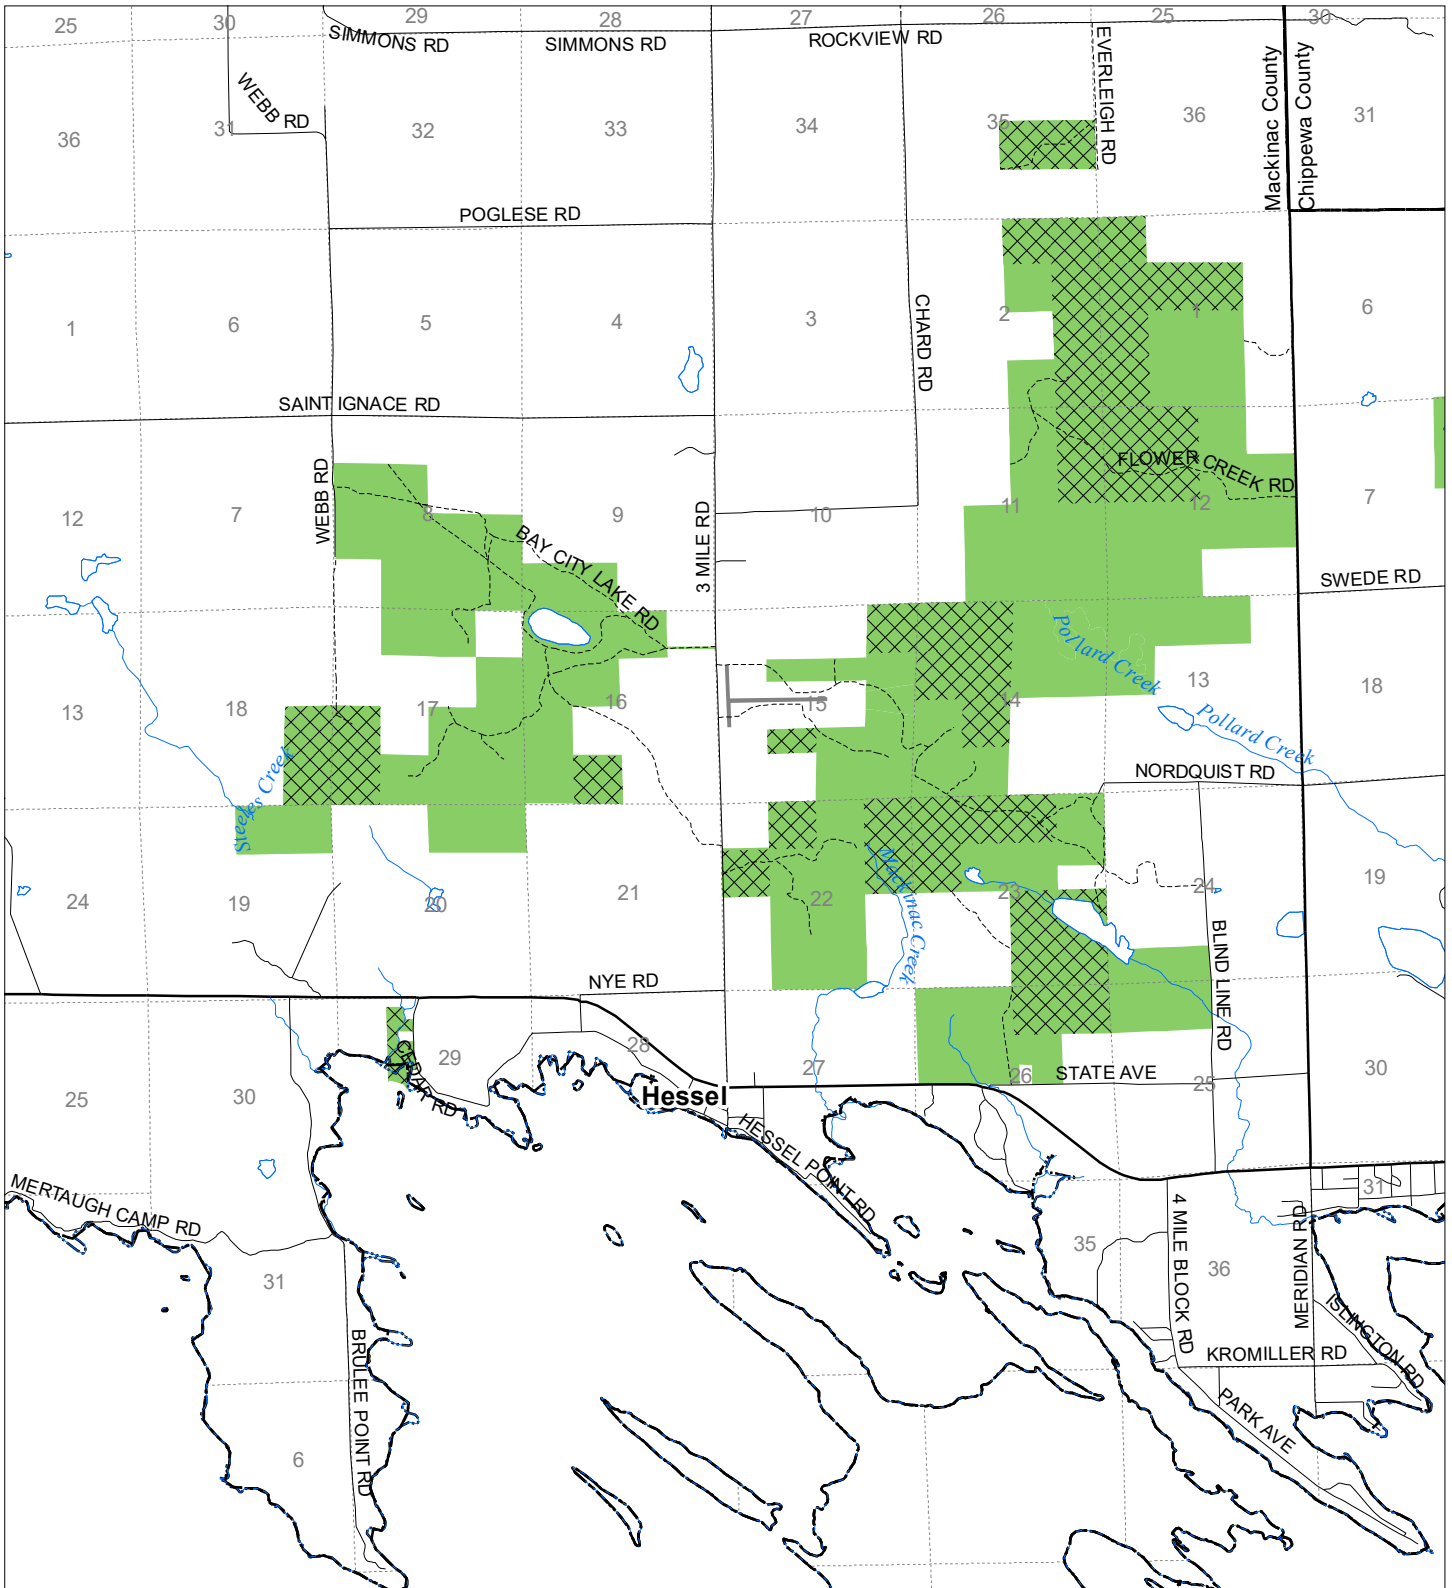 25
30
29
28
27
26
25
30
SIMMONS RD
SIMMONS RD
ROCKVIEW RD
EVERLEIGH RD
Mackinac County
Chippewa County
WEBB RD
36
31
32
33
34
35
36
31
POGLESE RD
1
6
5
4
3
2
1
6
CHARD RD
SAINT IGNACE RD
WEBB RD
3 MILE RD
FLOWER CREEK RD
12
7
8
9
10
11
12
7
BAY CITY LAKE RD
SWEDE RD
Pollard Creek
13
18
17
16
15
14
13
18
Pollard Creek
Steeles Creek
NORDQUIST RD
Mackinac Creek
24
19
20
21
22
23
24
19
BLIND LINE RD
NYE RD
CEDAR RD
29
28
27
26
25
30
STATE AVE
25
30
Hessel
HESSEL POINT RD
MERTAUGH CAMP RD
31
35
36
31
4 MILE BLOCK RD
MERIDIAN RD
ISLINGTON RD
BRULEE POINT RD
KROMILLER RD
PARK AVE
6